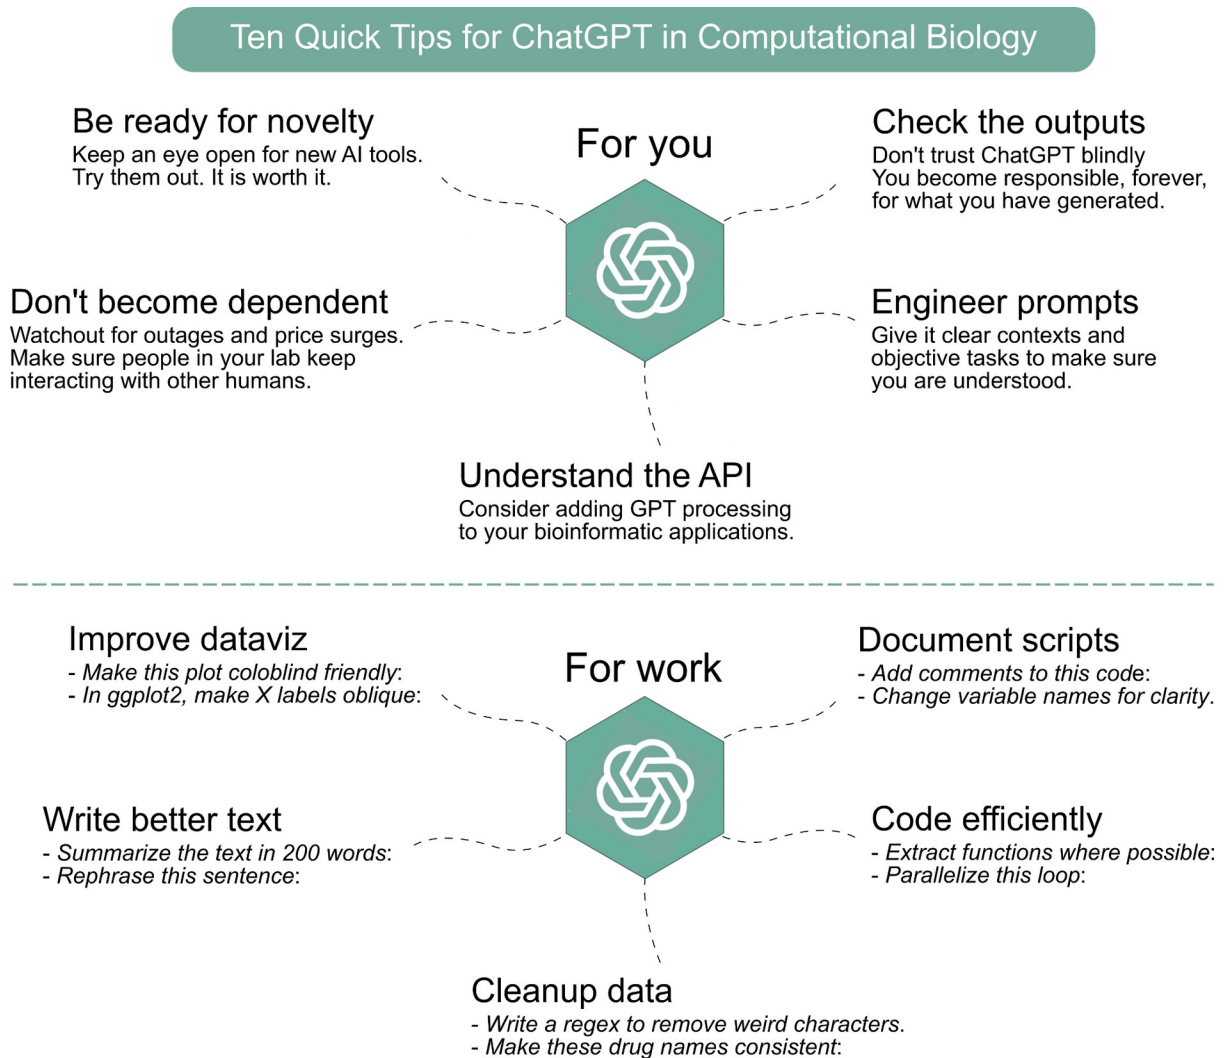 Ten Quick Tips for ChatGPT in Computational Biology
For you
Be ready for novelty
Keep an eye open for new AI tools.
Try them out. It is worth it.
Check the outputs
Don't trust ChatGPT blindly
You become responsible, forever,
for what you have generated.
Don't become dependent
Watchout for outages and price surges.
Make sure people in your lab keep
interacting with other humans.
Engineer prompts
Give it clear contexts and
objective tasks to make sure
you are understood.
Understand the API
Consider adding GPT processing
to your bioinformatic applications.
For work
Improve dataviz
- Make this plot coloblind friendly:
- In ggplot2, make X labels oblique:
Document scripts
- Add comments to this code:
- Change variable names for clarity.
Write better text
- Summarize the text in 200 words:
- Rephrase this sentence:
Code efficiently
- Extract functions where possible:
- Parallelize this loop:
Cleanup data
- Write a regex to remove weird characters.
- Make these drug names consistent: